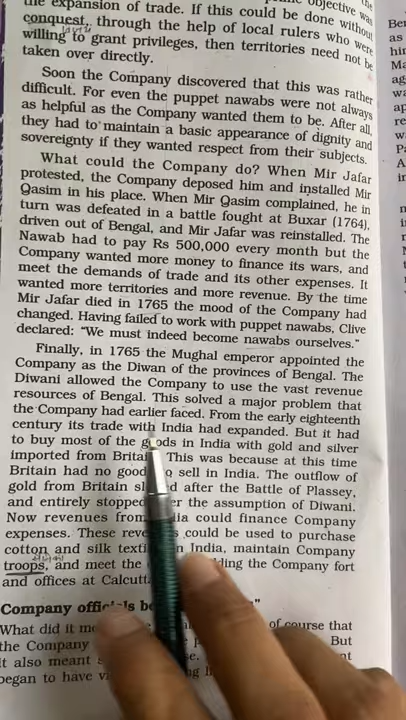 the expansion of trade. If this could be done without
conquest, through the help of local rulers who were
willing to grant privileges, then territories need not be
taken over directly.
Soon the Company discovered that this was rather
difficult. For even the puppet nawabs were not always
as helpful as the Company wanted them to be. After all,
they had to maintain a basic appearance of dignity and
sovereignty if they wanted respect from their subjects.
What could the Company do? When Mir Jafar
protested, the Company deposed him and installed Mir
Qasim in his place. When Mir Qasim complained, he in
turn was defeated in a battle fought at Buxar (1764),
driven out of Bengal, and Mir Jafar was reinstalled. The
Nawab had to pay Rs 500,000 every month but the
Company wanted more money to finance its wars, and
meet the demands of trade and its other expenses. It
wanted more territories and more revenue. By the time
Mir Jafar died in 1765 the mood of the Company had
changed. Having failed to work with puppet nawabs, Clive
declared: "We must indeed become nawabs ourselves."
Finally, in 1765 the Mughal emperor appointed the
Company as the Diwan of the provinces of Bengal. The
Diwani allowed the Company to use the vast revenue
resources of Bengal. This solved a major problem that
the Company had earlier faced. From the early eighteenth
century its trade with India had expanded. But it had
to buy most of the goods in India with gold and silver
imported from Britain. This was because at this time
Britain had no goods to sell in India. The outflow of
gold from Britain after the Battle of Plassey,
and entirely stopped the assumption of Diwani.
Now revenues from India could finance Company
expenses. These revenues could be used to purchase
cotton and silk textiles in India, maintain Company
troops, and meet the Company fort
and offices at Calcutta.
Company officials
What did it of course that
the Company But
it also meant
began to have